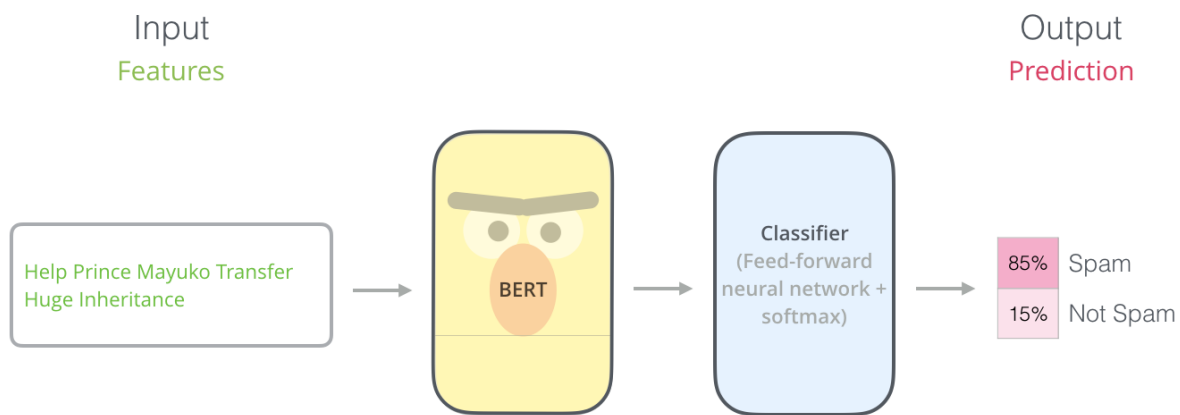 Input
Features
Output
Prediction
Help Prince Mayuko Transfer
Huge Inheritance
BERT
Classifier
(Feed-forward
neural network +
softmax)
85% Spam
15% Not Spam